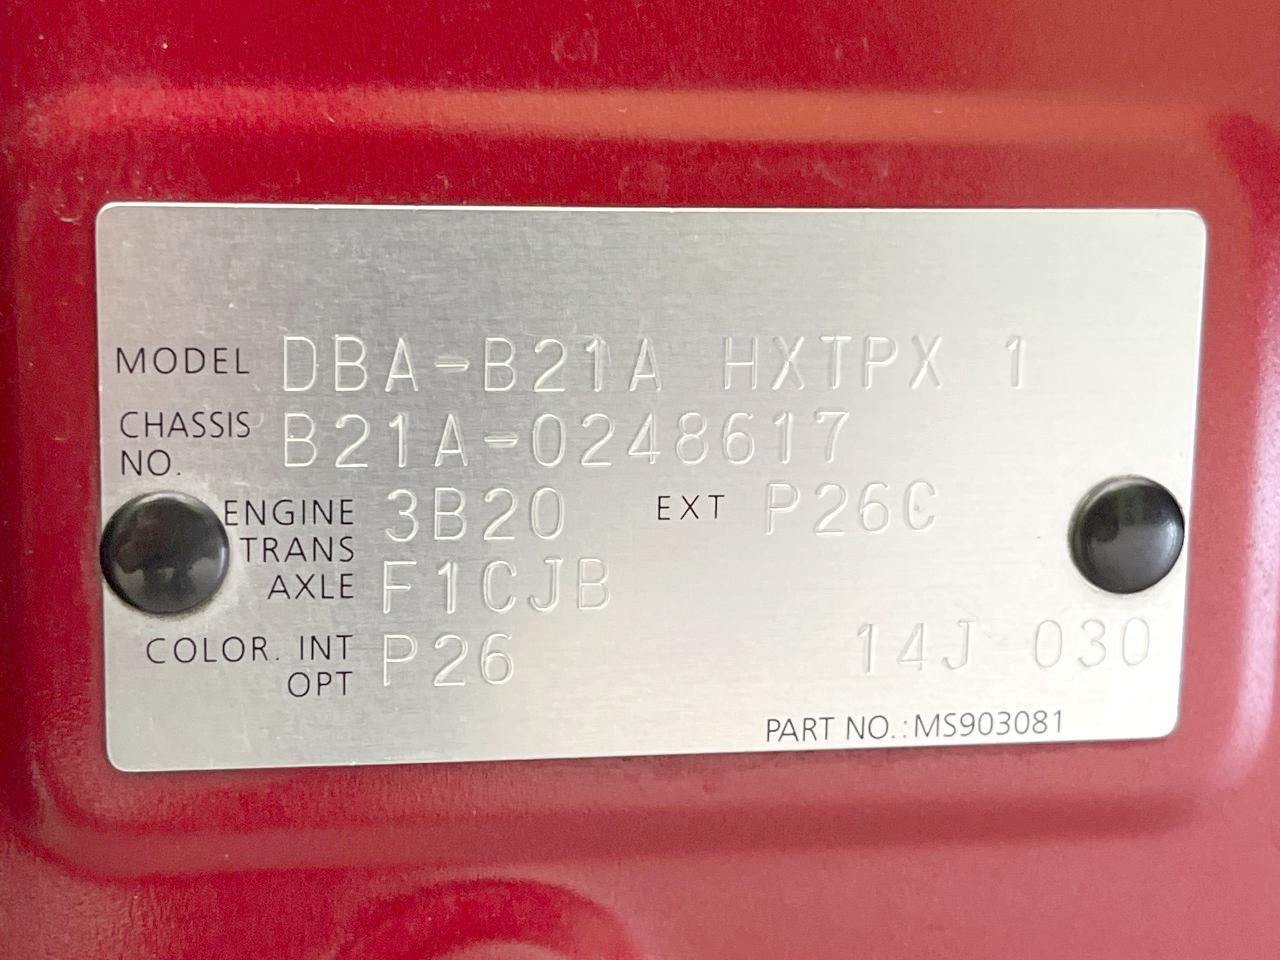 MODEL DBA-B21A HXTPX 1
CHASSIS NO. B21A-0248617
ENGINE 3B20 EXT P26C
TRANS AXLE F1CJB
COLOR. INT OPT P26 14J 030
PART NO.:MS903081